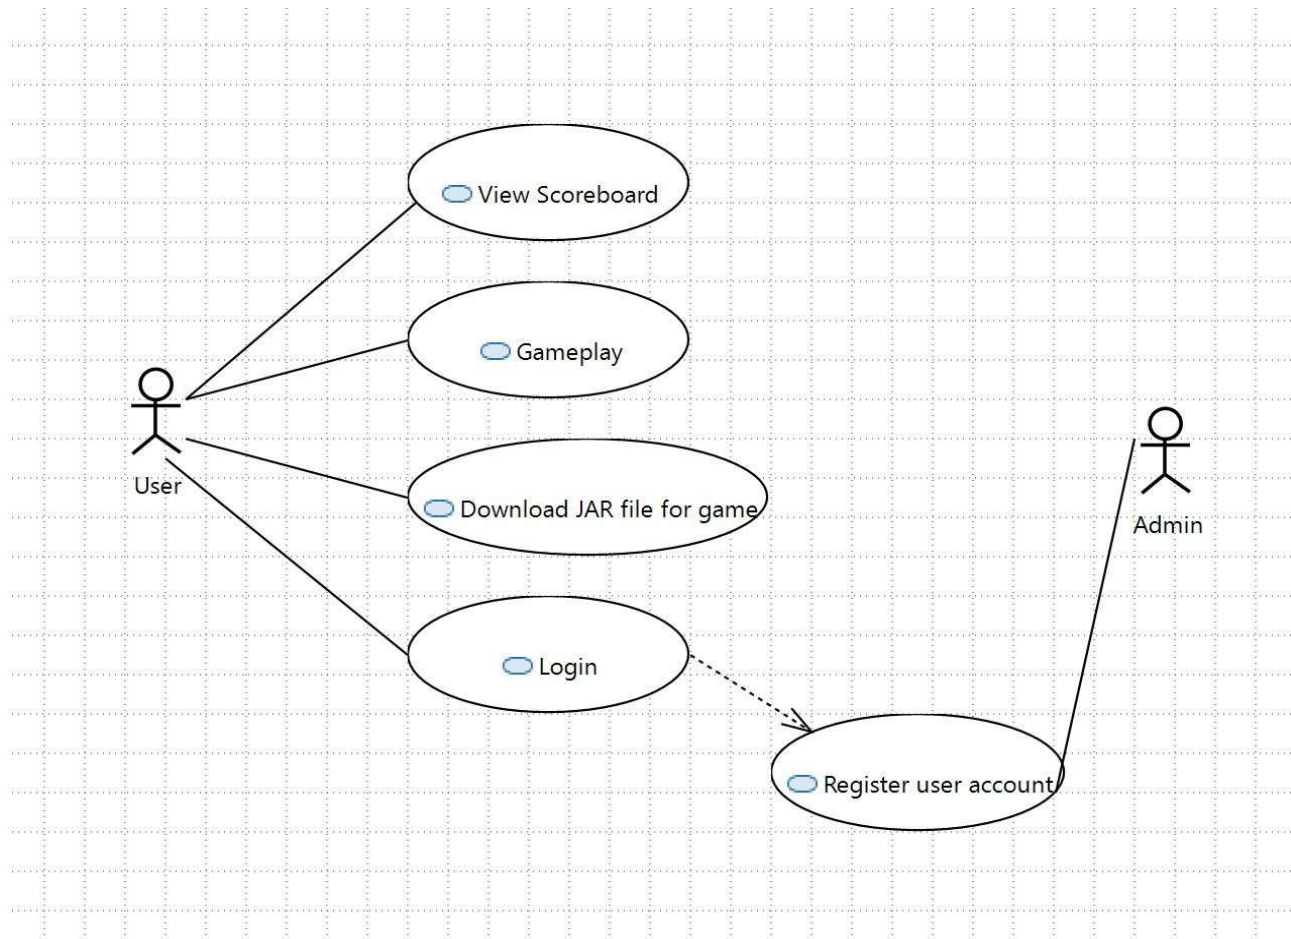 View Scoreboard
Gameplay
User
Download JAR file for game
Admin
Login
Register user account